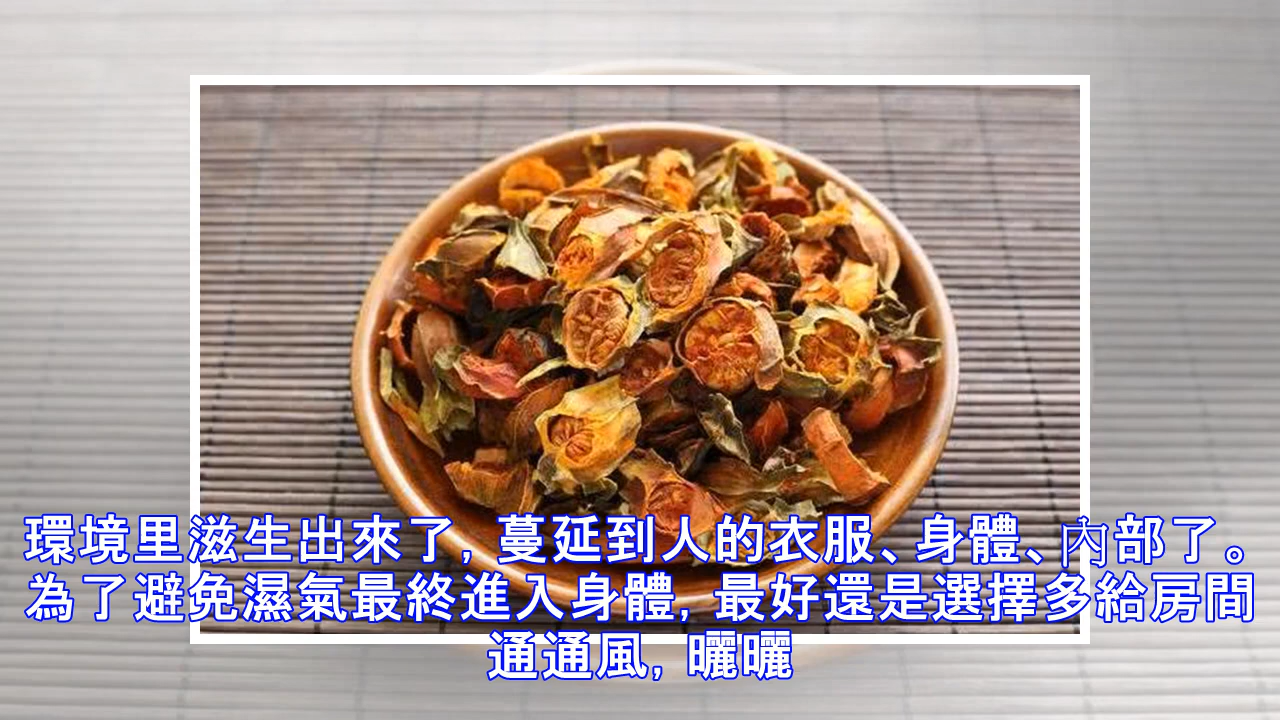 環境里滋生出來了, 蔓延到人的衣服、身體、內部了。
為了避免濕氣最終進入身體, 最好還是選擇多給房間
通通風, 曬曬